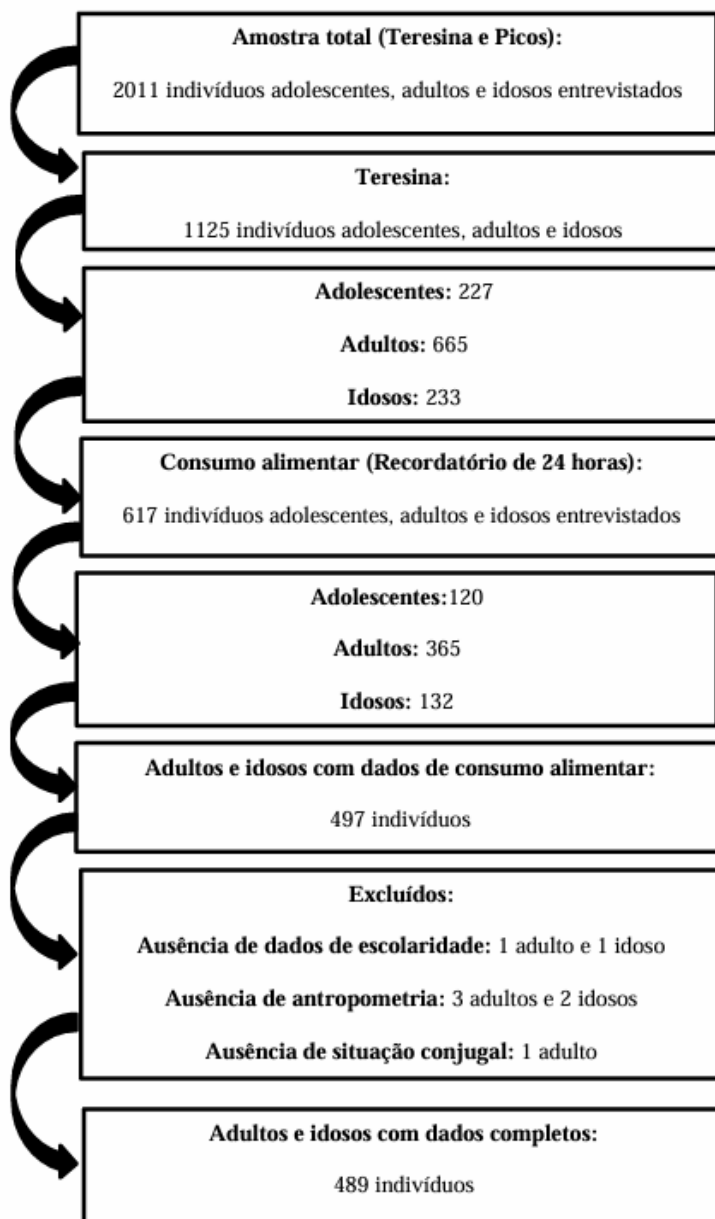 Amostra total (Teresina e Picos):
2011 indivíduos adolescentes, adultos e idosos entrevistados
Teresina:
1125 indivíduos adolescentes, adultos e idosos
Adolescentes: 227
Adultos: 665
Idosos: 233
Consumo alimentar (Recordatório de 24 horas):
617 indivíduos adolescentes, adultos e idosos entrevistados
Adolescentes:120
Adultos: 365
Idosos: 132
Adultos e idosos com dados de consumo alimentar:
497 indivíduos
Excluídos:
Ausência de dados de escolaridade: 1 adulto e 1 idoso
Ausência de antropometria: 3 adultos e 2 idosos
Ausência de situação conjugal: 1 adulto
Adultos e idosos com dados completos:
489 indivíduos